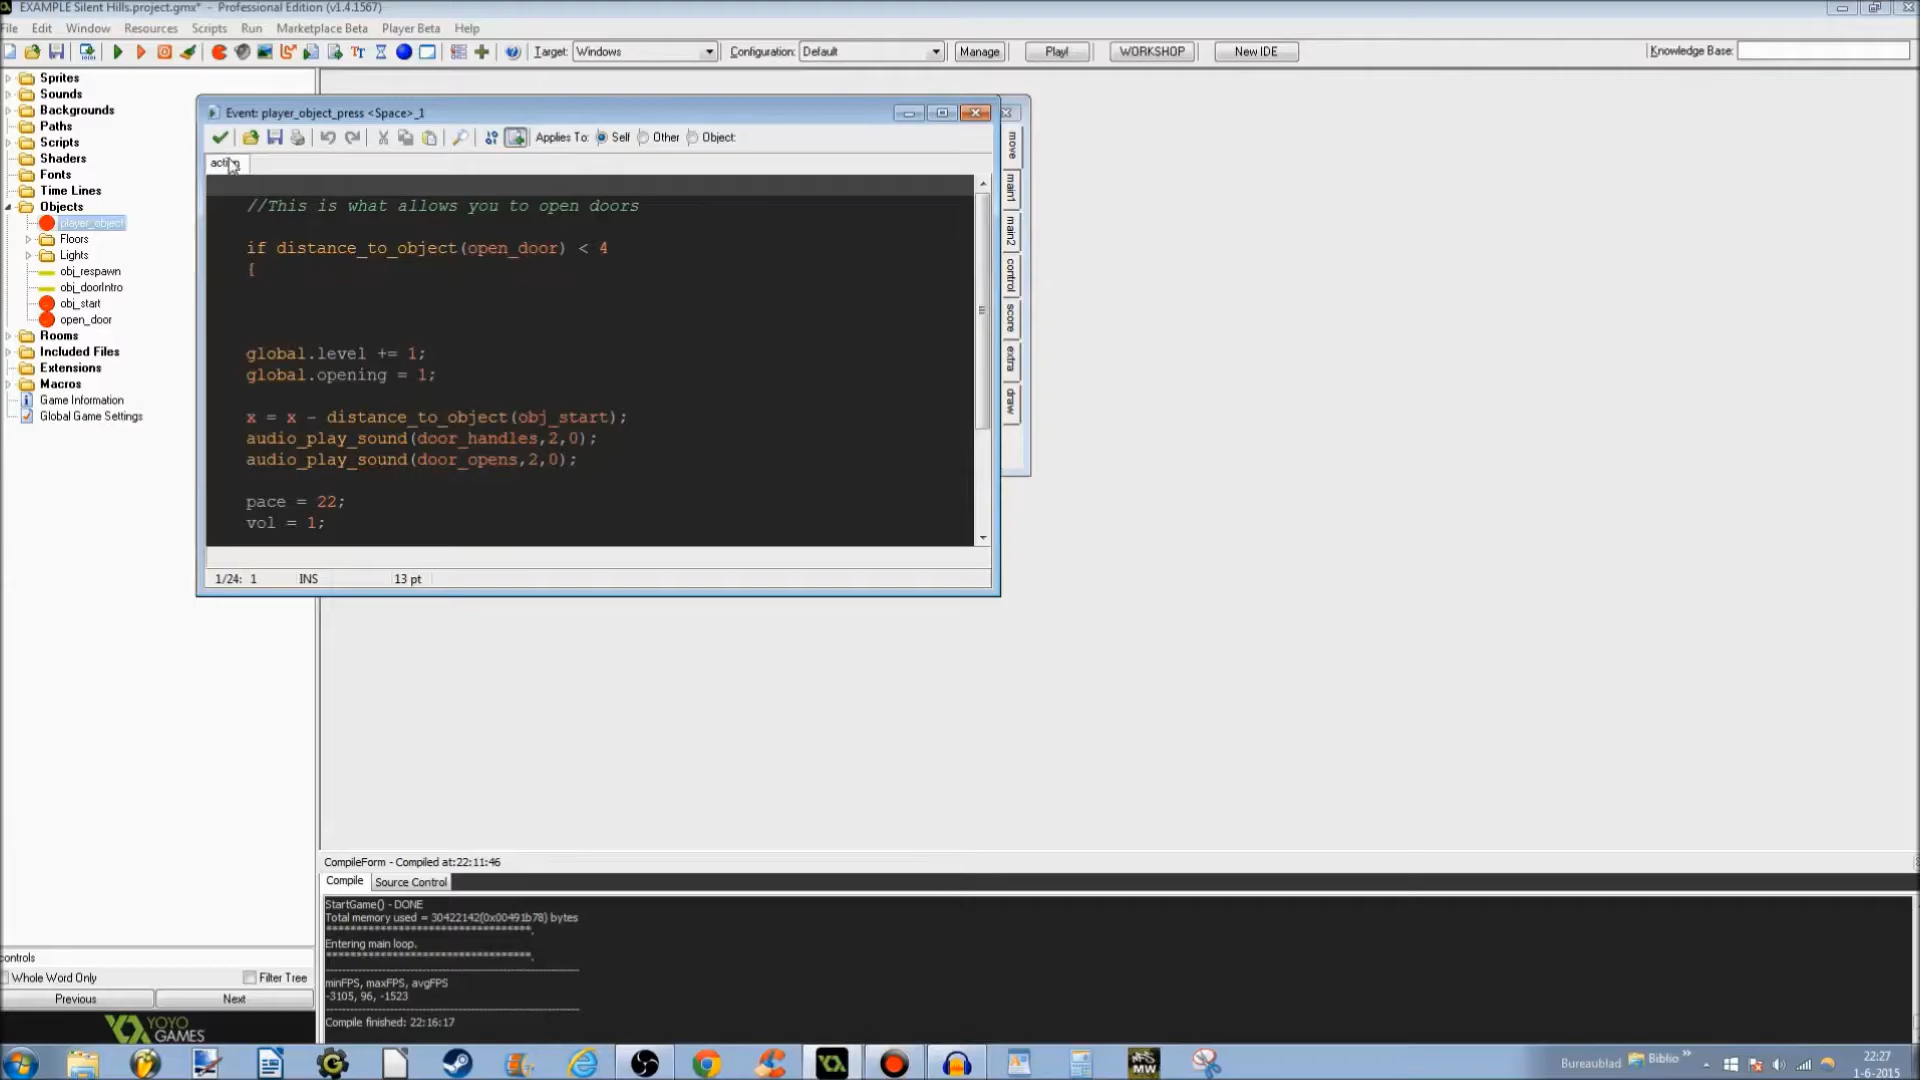 EXAMPLE Silent Hills.project.gmx* - Professional Edition (v1.4.1567)
File Edit Window Resources Scripts Run Marketplace Beta Player Beta Help
Target: Windows Configuration: Default Manage Play! WORKSHOP New IDE Knowledge Base:
Sprites
Sounds
Backgrounds
Paths
Scripts
Shaders
Fonts
Time Lines
Objects
player_object
Floors
Lights
obj_respawn
obj_doorIntro
obj_start
open_door
Rooms
Included Files
Extensions
Macros
Game Information
Global Game Settings
Event: player_object_press <Space>_1
Applies To: Self Other Object:
action
//This is what allows you to open doors
if distance_to_object(open_door) < 4
{
global.level += 1;
global.opening = 1;
x = x - distance_to_object(obj_start);
audio_play_sound(door_handles,2,0);
audio_play_sound(door_opens,2,0);
pace = 22;
vol = 1;
1/24: 1 INS 13 pt
move
main1
main2
control
score
extra
draw
CompileForm - Compiled at:22:11:46
Compile Source Control
StartGame() - DONE
Total memory used = 30422142(0x00491b78) bytes
**********************************.
Entering main loop.
**********************************.
minFPS, maxFPS, avgFPS
-3105, 96, -1523
Compile finished: 22:16:17
controls
Whole Word Only Filter Tree
Previous Next
YOYO
GAMES
MW
Bureaublad Biblio
22:27
1-6-2015